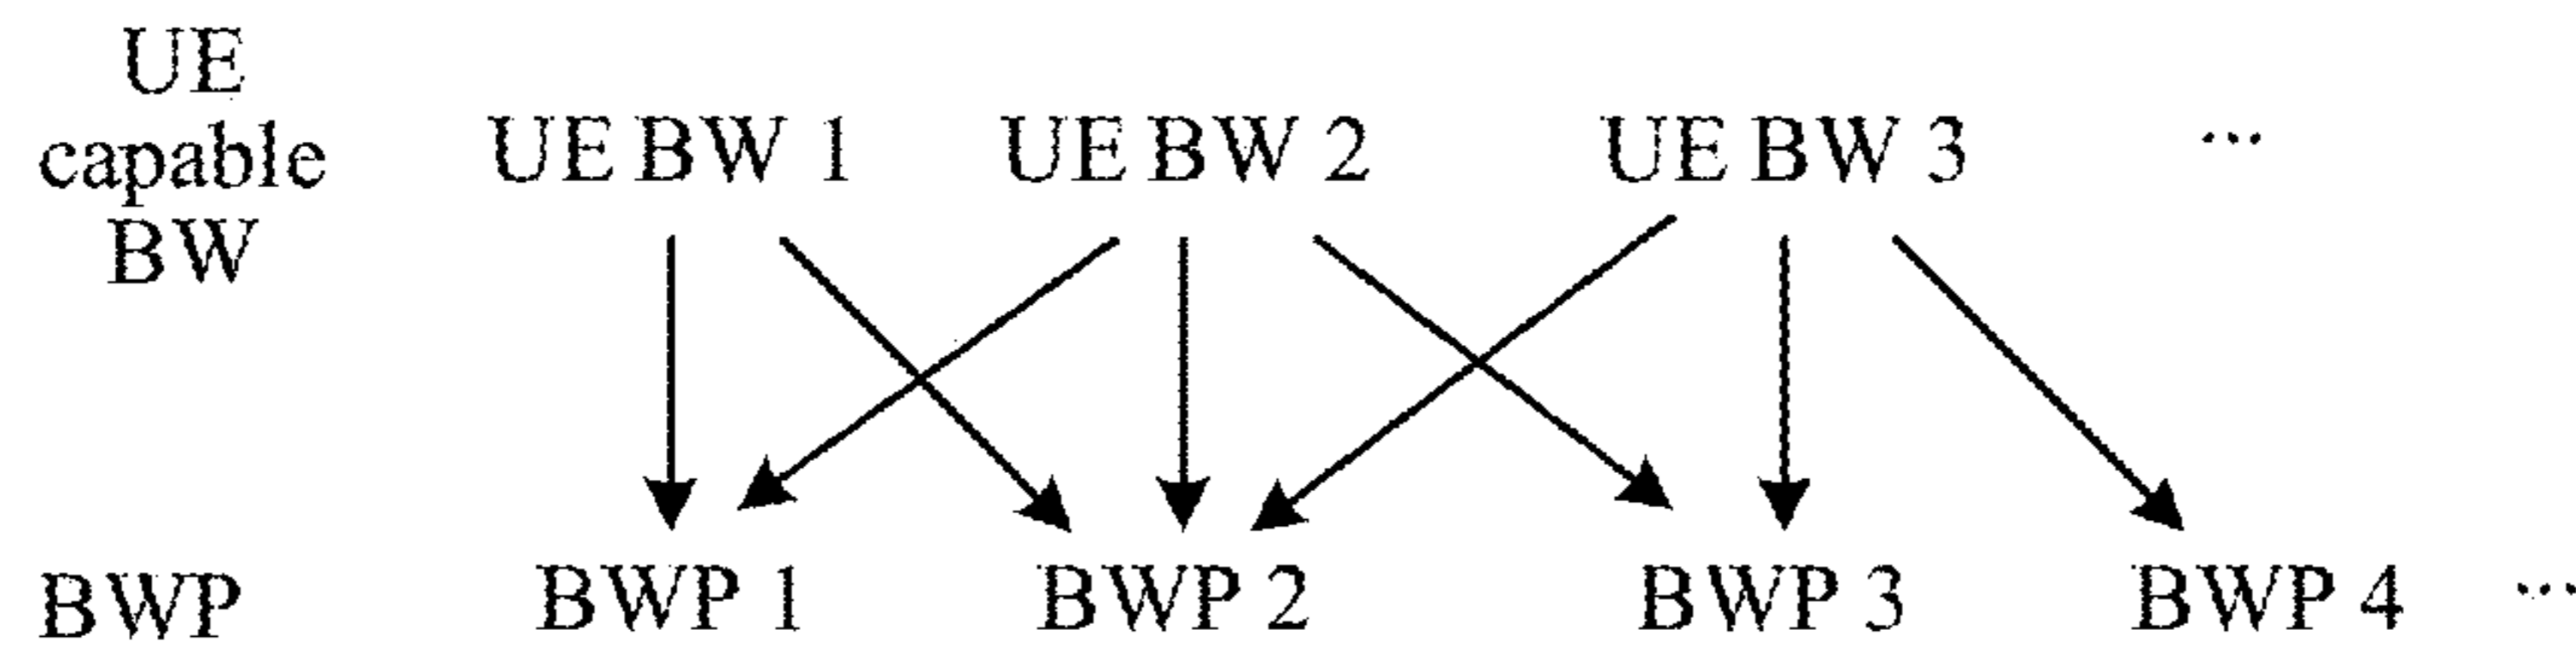 UE
capable
BW
UE BW 1 UE BW 2 UE BW 3 ...
BWP BWP 1 BWP 2 BWP 3 BWP 4 ...